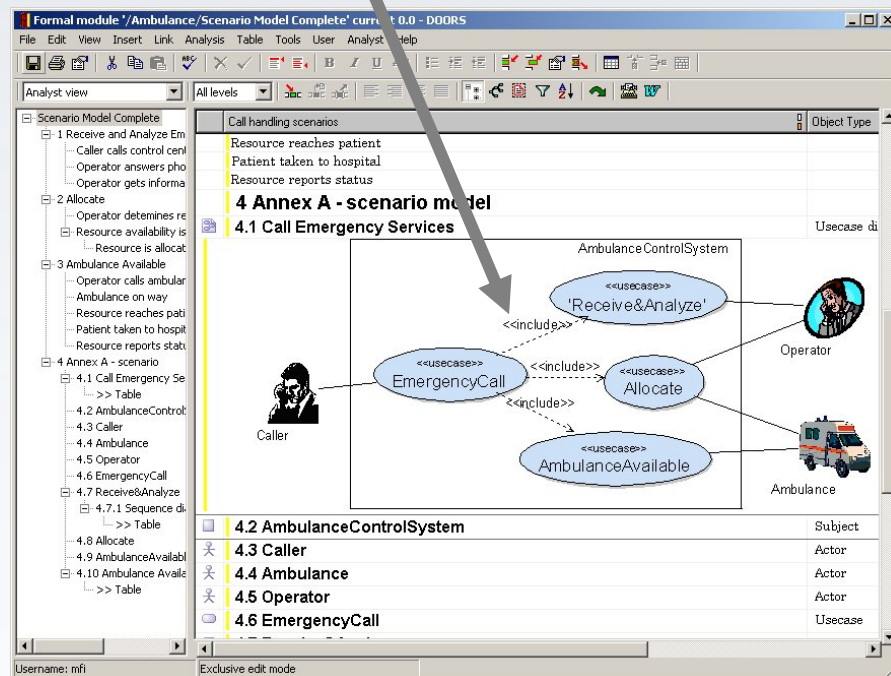 Formal module '/Ambulance/Scenario Model Complete' current 0.0 - DOORS
File Edit View Insert Link Analysis Table Tools User Analyst Help
Analyst view All levels
Scenario Model Complete
1 Receive and Analyze Em
Caller calls control cent
Operator answers pho
Operator gets informa
2 Allocate
Operator detemines re
Resource availability is
Resource is allocat
3 Ambulance Available
Operator calls ambular
Ambulance on way
Resource reaches pati
Patient taken to hospit
Resource reports statu
4 Annex A - scenario
4.1 Call Emergency Se
>> Table
4.2 AmbulanceControl
4.3 Caller
4.4 Ambulance
4.5 Operator
4.6 EmergencyCall
4.7 Receive&Analyze
4.7.1 Sequence di
>> Table
4.8 Allocate
4.9 AmbulanceAvailabl
4.10 Ambulance Availa
>> Table
Call handling scenarios Object Type
Resource reaches patient
Patient taken to hospital
Resource reports status
4 Annex A - scenario model
4.1 Call Emergency Services Usecase di
AmbulanceControlSystem
<<usecase>>
'Receive&Analyze'
<<include>>
Operator
<<usecase>>
EmergencyCall
<<include>>
<<usecase>>
Allocate
<<include>>
Caller
<<usecase>>
AmbulanceAvailable
Ambulance
4.2 AmbulanceControlSystem Subject
4.3 Caller Actor
4.4 Ambulance Actor
4.5 Operator Actor
4.6 EmergencyCall Usecase
Username: mfi Exclusive edit mode